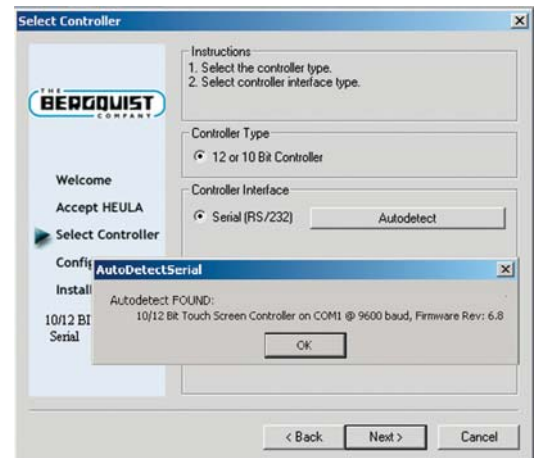 Select Controller
Instructions
1. Select the controller type.
2. Select controller interface type.
THE
BERGQUIST
COMPANY
Controller Type
12 or 10 Bit Controller
Welcome
Accept HEULA
Select Controller
Controller Interface
Serial (RS/232)
Autodetect
Config
Install
10/12 BI
Serial
AutoDetectSerial
Autodetect FOUND:
10/12 Bit Touch Screen Controller on COM1 @ 9600 baud, Firmware Rev: 6.8
OK
< Back
Next >
Cancel